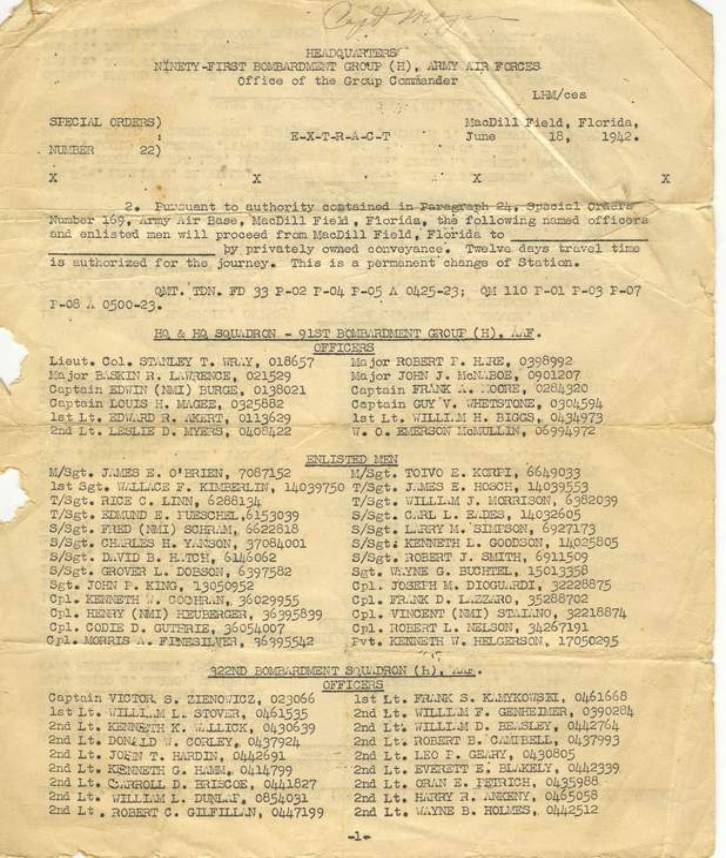 Capt
HEADQUARTERS
NINETY-FIRST BOMBARDMENT GROUP (H), ARMY AIR FORCES
Office of the Group Commander
LHM/ces
SPECIAL ORDERS) MacDill Field, Florida,
: E-X-T-R-A-C-T June 18, 1942.
NUMBER 22)
X X X X
2. Pursuant to authority contained in Paragraph 24, Special Orders
Number 169, Army Air Base, MacDill Field, Florida, the following named officers
and enlisted men will proceed from MacDill Field, Florida to
by privately owned conveyance. Twelve days travel time
is authorized for the journey. This is a permanent change of Station.
QMT. TDN. FD 33 P-02 P-04 P-05 A 0425-23; QM 110 P-01 P-03 P-07
P-08 A 0500-23.
HQ & HQ SQUADRON - 91ST BOMBARDMENT GROUP (H), AAF.
OFFICERS
Lieut. Col. STANLEY T. WRAY, 018657 Major ROBERT P. HARE, 0398992
Major BASKIN R. LAWRENCE, 021529 Major JOHN J. McNABOE, 0901207
Captain EDWIN (NMI) BURGE, 0138021 Captain FRANK A. MOORE, 0284320
Captain LOUIS H. MAGEE, 0325882 Captain GUY V. WHETSTONE, 0304594
1st Lt. EDWARD R. AKERT, 0113629 1st Lt. WILLIAM H. BIGGS, 0434973
2nd Lt. LESLIE D. MYERS, 0408422 W. O. EMERSON McMULLIN, 06994972
ENLISTED MEN
M/Sgt. JAMES E. O'BRIEN, 7087152 M/Sgt. TOIVO E. KORPI, 6649033
1st Sgt. WALLACE F. KIMBERLIN, 14039750 T/Sgt. JAMES E. HOSCH, 14039553
T/Sgt. RICE C. LINN, 6288134 T/Sgt. WILLIAM J. MORRISON, 6382039
T/Sgt. EDMUND E. PUESCHEL, 6153039 S/Sgt. CARL L. EADES, 14032605
S/Sgt. FRED (NMI) SCHRAM, 6622818 S/Sgt. LARRY M. SIMPSON, 6927173
S/Sgt. CHARLES H. YANSON, 37084001 S/Sgt. KENNETH L. GOODSON, 14025805
S/Sgt. DAVID B. HATCH, 6146062 S/Sgt. ROBERT J. SMITH, 6911509
S/Sgt. GROVER L. DOBSON, 6397582 Sgt. WAYNE G. BUCHTEL, 15013358
Sgt. JOHN P. KING, 13050952 Cpl. JOSEPH M. DIOGUARDI, 32228875
Cpl. KENNETH W. COCHRAN, 36029955 Cpl. FRANK D. LAZZARO, 35288702
Cpl. HENRY (NMI) HEUBERGER, 36395839 Cpl. VINCENT (NMI) STALANO, 32218874
Cpl. CODIE D. GUTHRIE, 36054007 Cpl. ROBERT L. NELSON, 34267191
Cpl. MORRIS A. FINESILVER, 36395542 Pvt. KENNETH W. HELGERSON, 17050295
322ND BOMBARDMENT SQUADRON (H), AAF.
OFFICERS
Captain VICTOR S. ZIENOWICZ, 023066 1st Lt. FRANK S. KAMYKOWSKI, 0461668
1st Lt. WILLIAM L. STOVER, 0461535 2nd Lt. WILLIAM F. GENHEIMER, 0390284
2nd Lt. KENNETH K. WALLICK, 0430639 2nd Lt. WILLIAM D. BEASLEY, 0442764
2nd Lt. DONALD W. CORLEY, 0437924 2nd Lt. ROBERT B. CAMPBELL, 0437993
2nd Lt. JOHN T. HARDIN, 0442691 2nd Lt. LEO P. GEARY, 0430805
2nd Lt. KENNETH G. HAMM, 0414799 2nd Lt. EVERETT E. BLAKELY, 0442339
2nd Lt. CARROLL D. BRISCOE, 0441827 2nd Lt. ORAN E. PETRICH, 0435988
2nd Lt. WILLIAM L. DUNLAP, 0854031 2nd Lt. HARRY R. ANKENY, 0465058
2nd Lt. ROBERT C. GILFILLAN, 0447199 2nd Lt. WAYNE B. HOLMES, 0442512
-1-